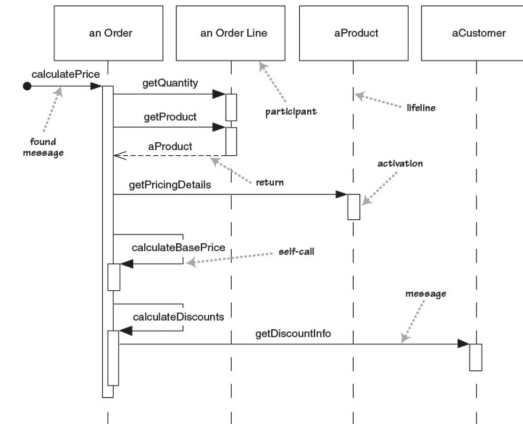 an Order
an Order Line
aProduct
aCustomer
calculatePrice
getQuantity
participant
lifeline
found
message
getProduct
aProduct
return
activation
getPricingDetails
calculateBasePrice
self-call
calculateDiscounts
message
getDiscountInfo